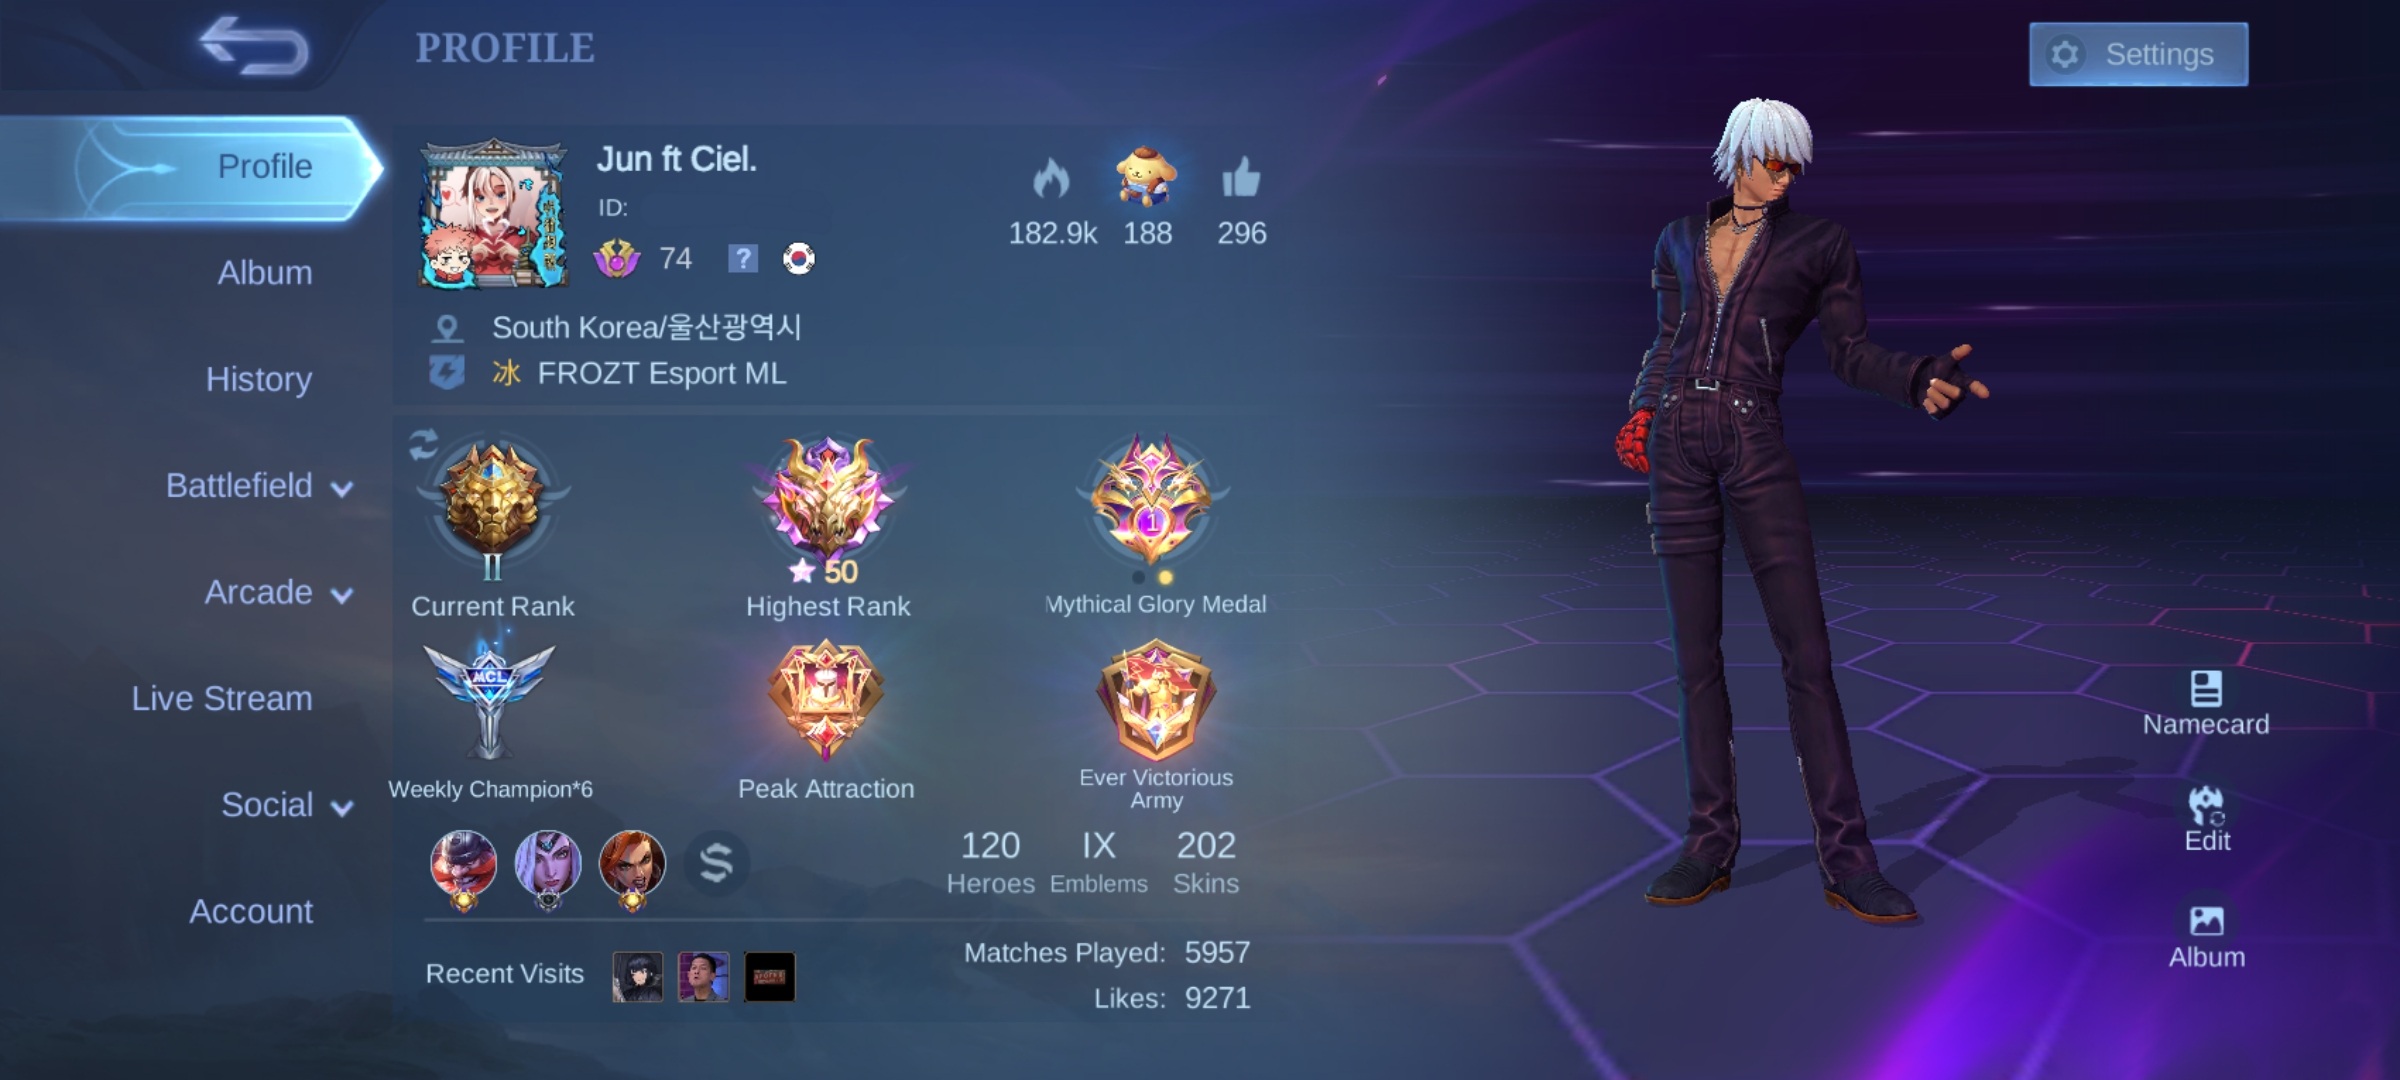 PROFILE
Settings
Profile
Album
History
Battlefield
Arcade
Live Stream
Social
Account
Jun ft Ciel.
ID:
74
?
182.9k
188
296
South Korea/울산광역시
冰 FROZT Esport ML
II
Current Rank
50
Highest Rank
1
Mythical Glory Medal
MCL
Weekly Champion*6
Peak Attraction
Ever Victorious
Army
120
Heroes
IX
Emblems
202
Skins
Recent Visits
Matches Played: 5957
Likes: 9271
Namecard
Edit
Album